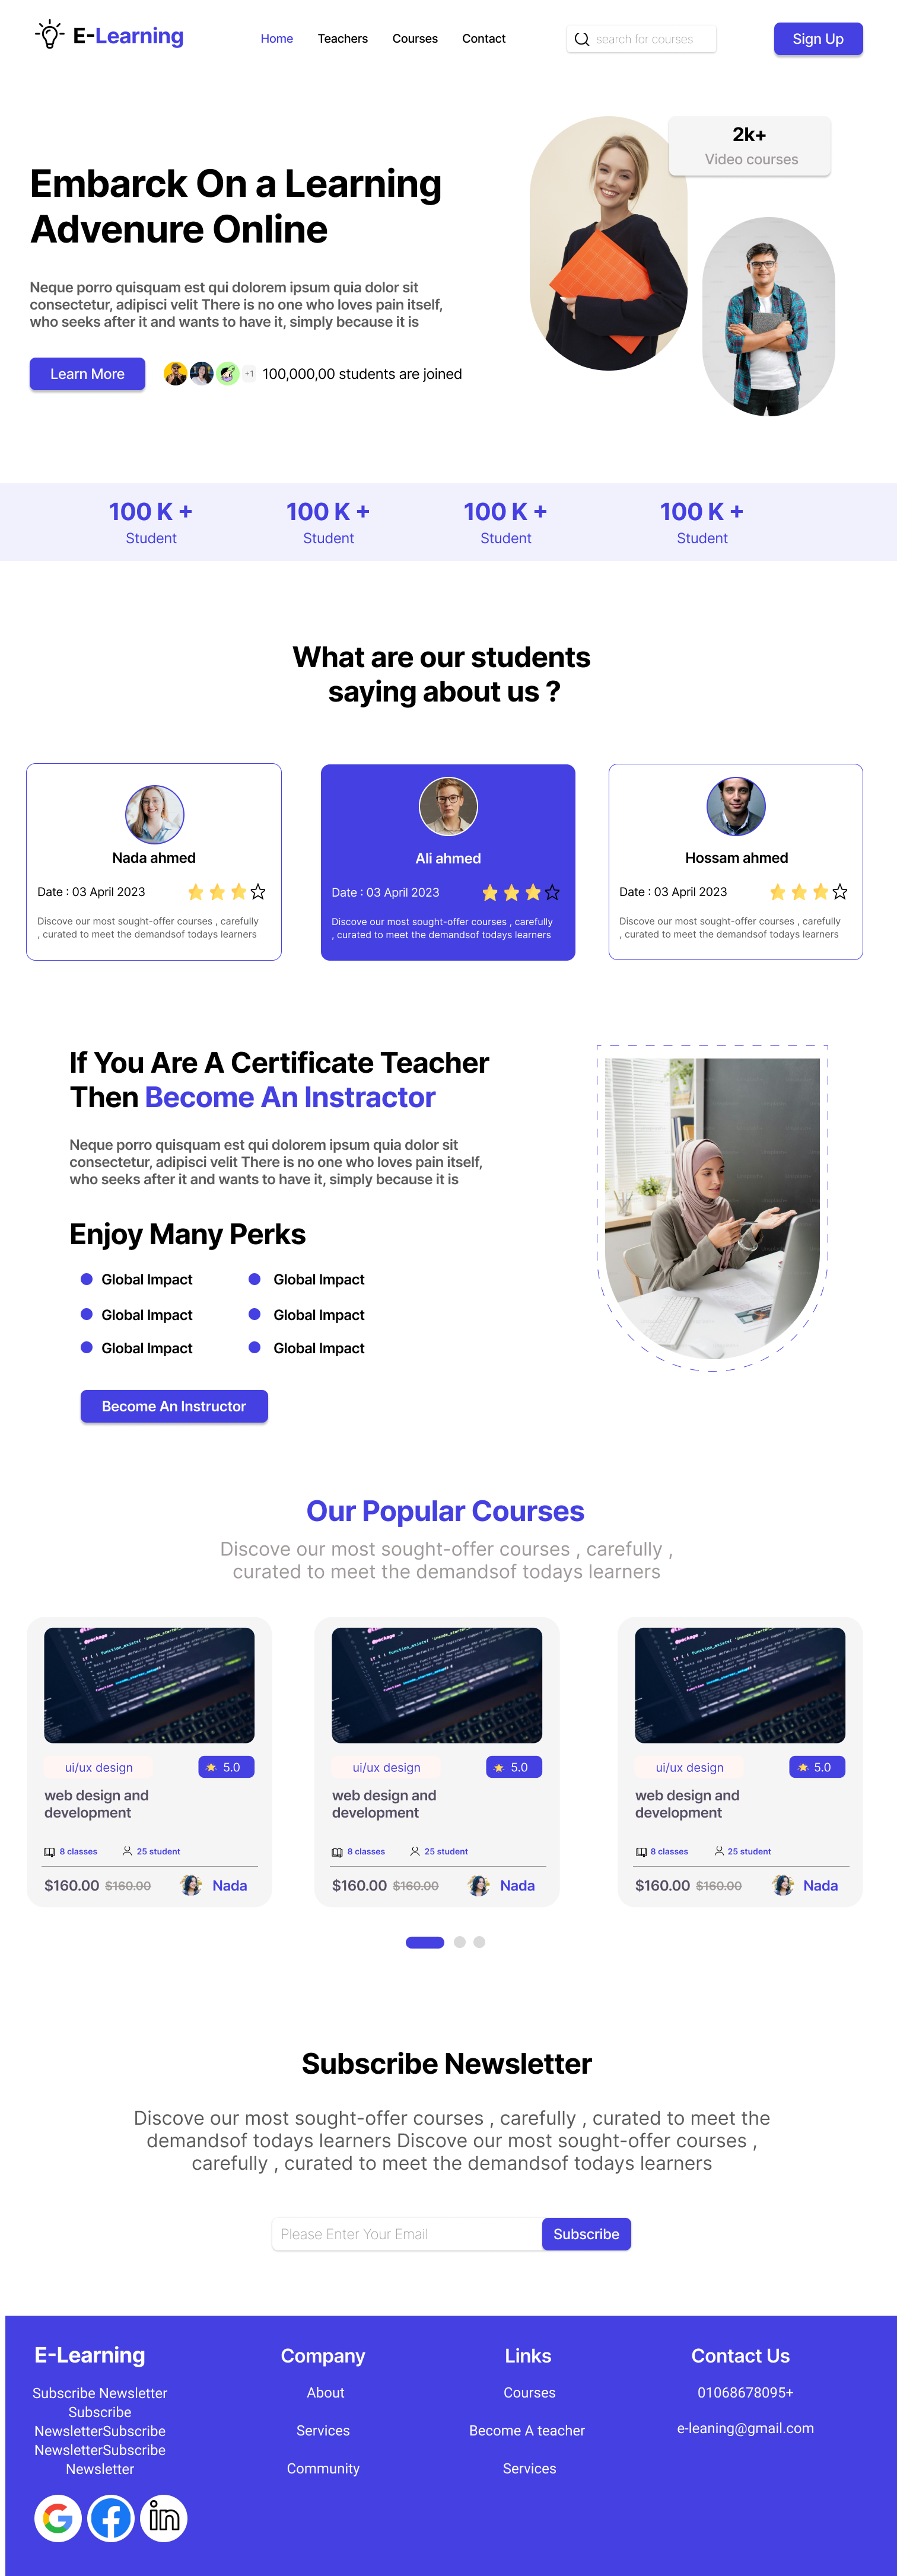 E-Learning
Home
Teachers
Courses
Contact
search for courses
Sign Up
2k+
Video courses
Embarck On a Learning
Advenure Online
Neque porro quisquam est qui dolorem ipsum quia dolor sit
consectetur, adipisci velit There is no one who loves pain itself,
who seeks after it and wants to have it, simply because it is
Learn More
+1
100,000,00 students are joined
100 K +
Student
100 K +
Student
100 K +
Student
100 K +
Student
What are our students
saying about us ?
Nada ahmed
Date : 03 April 2023
Discove our most sought-offer courses , carefully
, curated to meet the demandsof todays learners
Ali ahmed
Date : 03 April 2023
Discove our most sought-offer courses , carefully
, curated to meet the demandsof todays learners
Hossam ahmed
Date : 03 April 2023
Discove our most sought-offer courses , carefully
, curated to meet the demandsof todays learners
If You Are A Certificate Teacher
Then Become An Instractor
Neque porro quisquam est qui dolorem ipsum quia dolor sit
consectetur, adipisci velit There is no one who loves pain itself,
who seeks after it and wants to have it, simply because it is
Enjoy Many Perks
Global Impact
Global Impact
Global Impact
Global Impact
Global Impact
Global Impact
Become An Instructor
Our Popular Courses
Discove our most sought-offer courses , carefully ,
curated to meet the demandsof todays learners
ui/ux design
5.0
web design and
development
8 classes
25 student
$160.00 $160.00
Nada
ui/ux design
5.0
web design and
development
8 classes
25 student
$160.00 $160.00
Nada
ui/ux design
5.0
web design and
development
8 classes
25 student
$160.00 $160.00
Nada
Subscribe Newsletter
Discove our most sought-offer courses , carefully , curated to meet the
demandsof todays learners Discove our most sought-offer courses ,
carefully , curated to meet the demandsof todays learners
Please Enter Your Email
Subscribe
E-Learning
Subscribe Newsletter
Subscribe
NewsletterSubscribe
NewsletterSubscribe
Newsletter
Company
About
Services
Community
Links
Courses
Become A teacher
Services
Contact Us
01068678095+
e-leaning@gmail.com